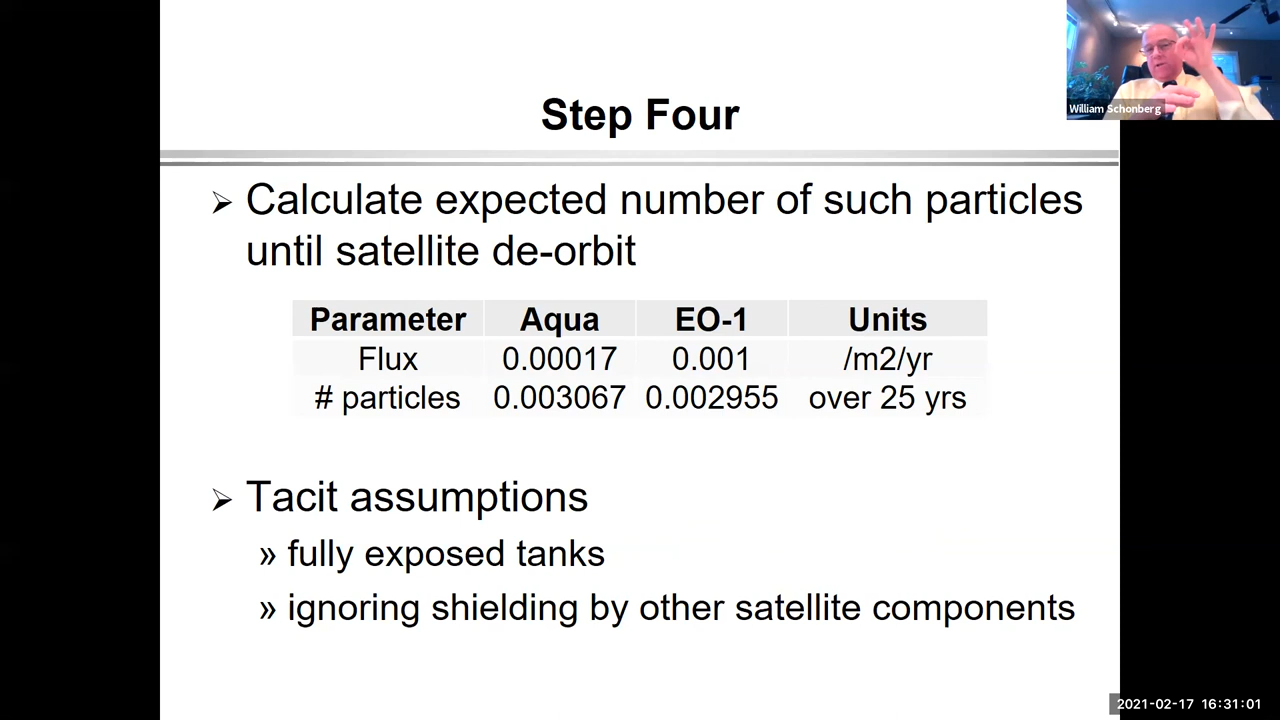 William Schonberg
Step Four
➢ Calculate expected number of such particles
until satellite de-orbit
Parameter Aqua EO-1 Units
Flux 0.00017 0.001 /m2/yr
# particles 0.003067 0.002955 over 25 yrs
➢ Tacit assumptions
» fully exposed tanks
» ignoring shielding by other satellite components
2021-02-17 16:31:01